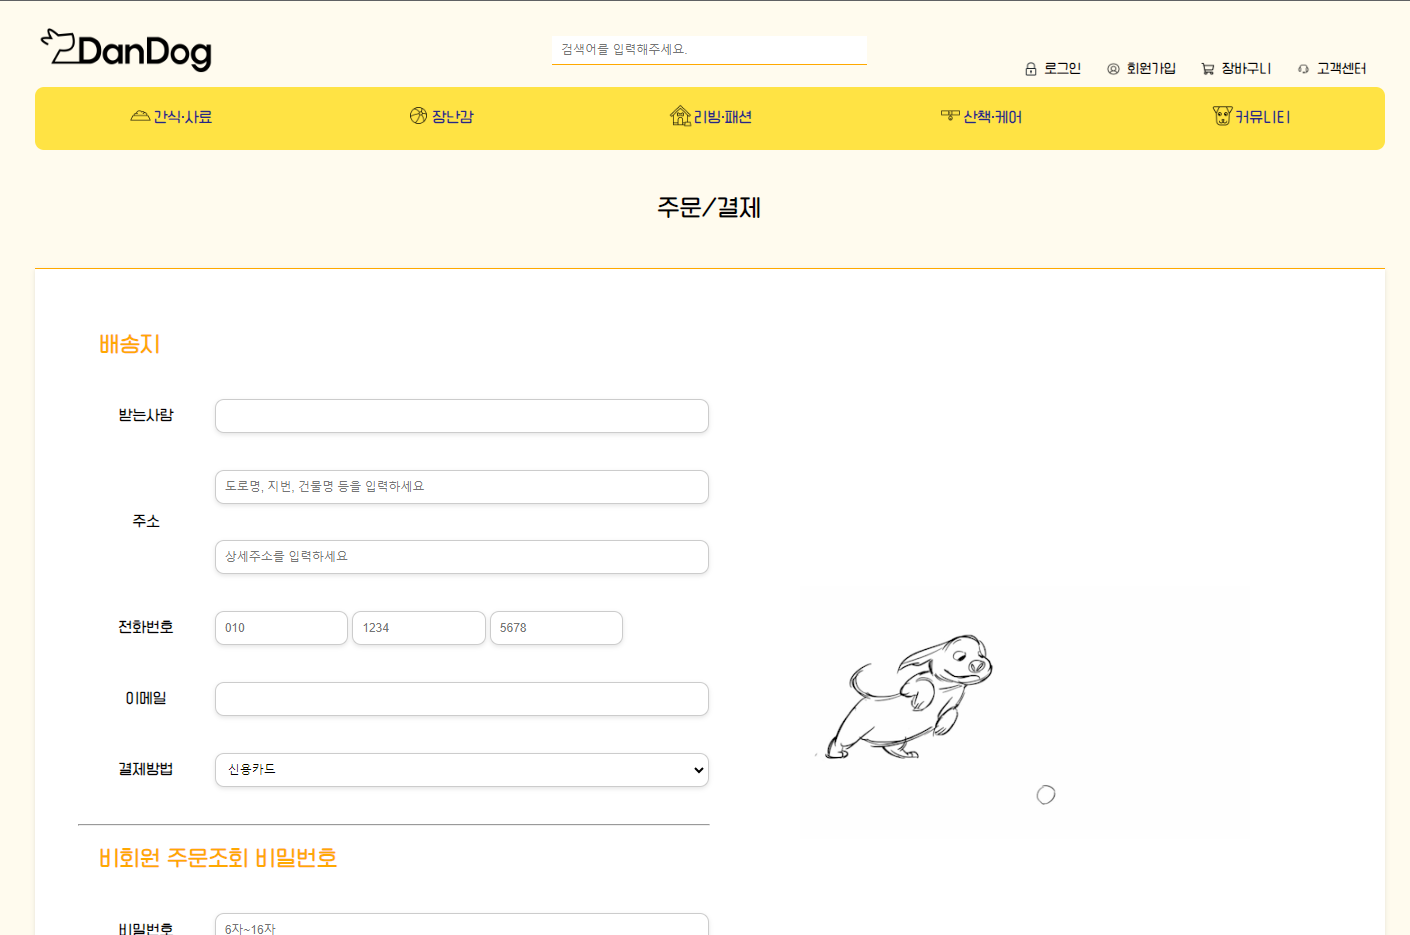 DanDog
검색어를 입력해주세요.
로그인 회원가입 장바구니 고객센터
간식·사료 장난감 리빙·패션 산책·케어 커뮤니티
주문/결제
배송지
받는사람
주소
도로명, 지번, 건물명 등을 입력하세요
상세주소를 입력하세요
전화번호 010 1234 5678
이메일
결제방법 신용카드
비회원 주문조회 비밀번호
비밀번호 6자~16자